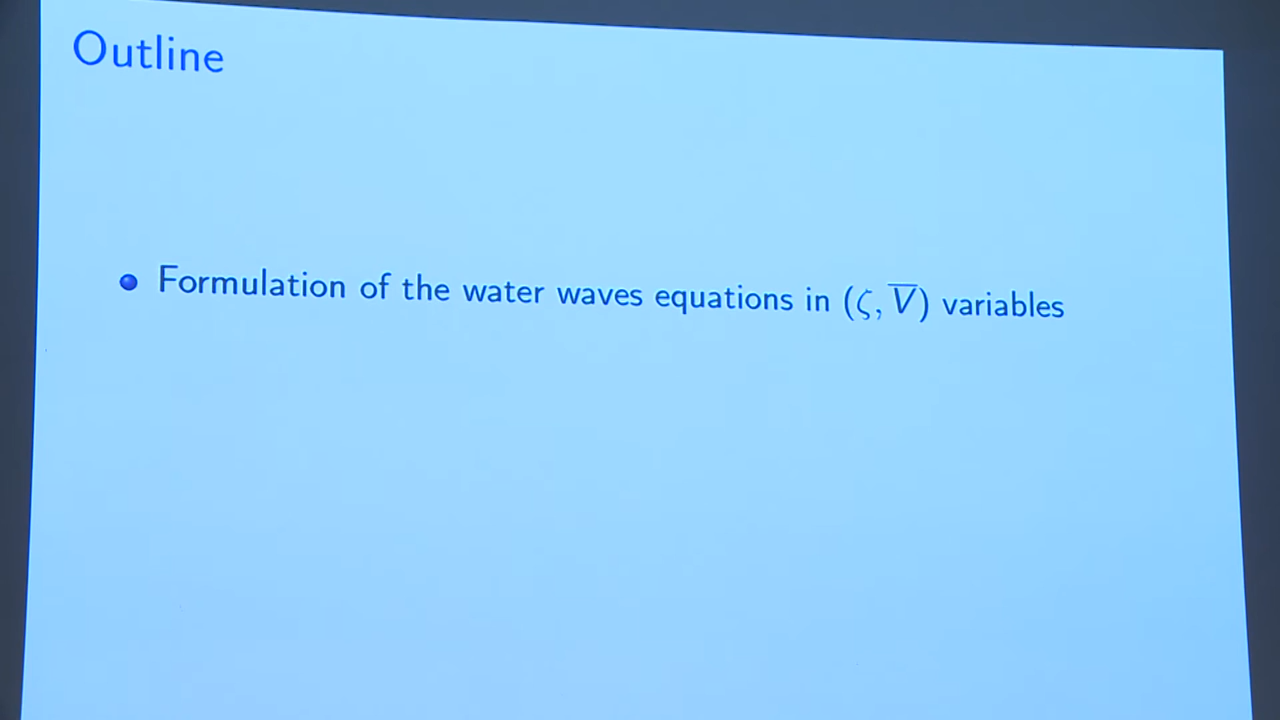 Outline
Formulation of the water waves equations in (ζ, V̅) variables